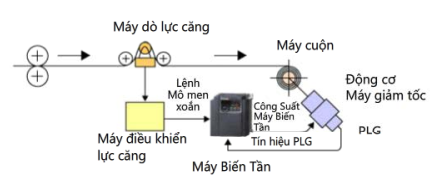 Máy dò lực căng
Máy cuộn
Lệnh
Mô men
xoắn
Động cơ
Máy giảm tốc
Công Suất
Máy Biến
Tần
Máy điều khiển
lực căng
Tín hiệu PLG
PLG
Máy Biến Tần